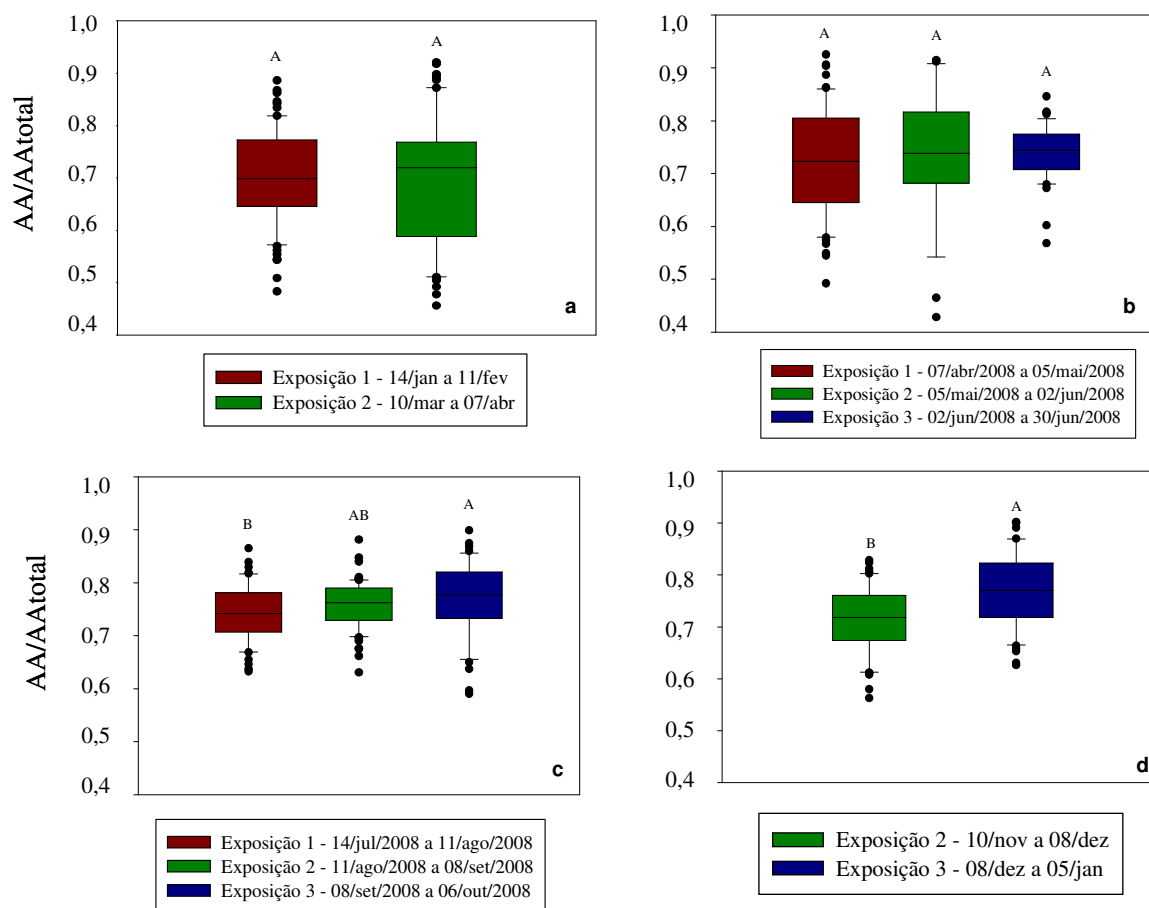 1,0
0,9
0,8
0,7
0,6
0,5
0,4
AA/AAtotal
A
A
a
Exposição 1 - 14/jan a 11/fev
Exposição 2 - 10/mar a 07/abr
1,0
0,9
0,8
0,7
0,6
0,5
0,4
A
A
A
b
Exposição 1 - 07/abr/2008 a 05/mai/2008
Exposição 2 - 05/mai/2008 a 02/jun/2008
Exposição 3 - 02/jun/2008 a 30/jun/2008
1,0
0,9
0,8
0,7
0,6
0,5
0,4
AA/AAtotal
B
AB
A
c
Exposição 1 - 14/jul/2008 a 11/ago/2008
Exposição 2 - 11/ago/2008 a 08/set/2008
Exposição 3 - 08/set/2008 a 06/out/2008
1,0
0,9
0,8
0,7
0,6
0,5
0,4
B
A
d
Exposição 2 - 10/nov a 08/dez
Exposição 3 - 08/dez a 05/jan